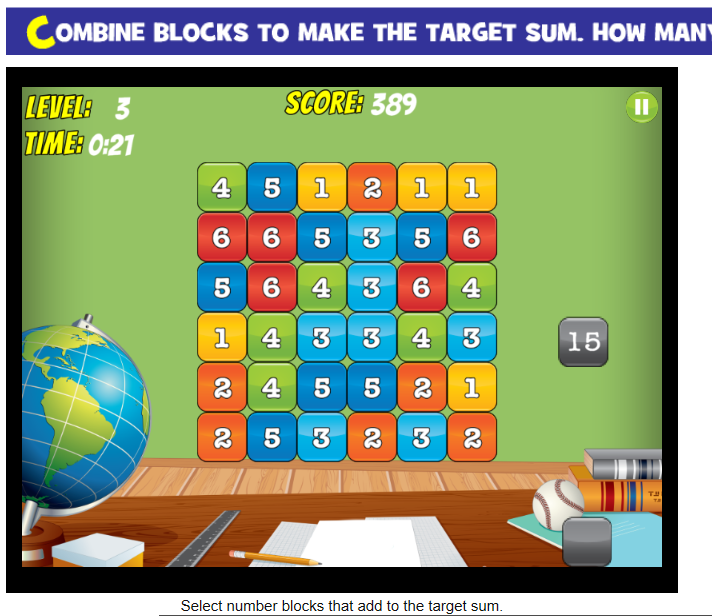 COMBINE BLOCKS TO MAKE THE TARGET SUM. HOW MANY
LEVEL: 3
SCORE: 389
TIME: 0:21
4 5 1 2 1 1
6 6 5 3 5 6
5 6 4 3 6 4
1 4 3 3 4 3
15
2 4 5 5 2 1
2 5 3 2 3 2
Select number blocks that add to the target sum.